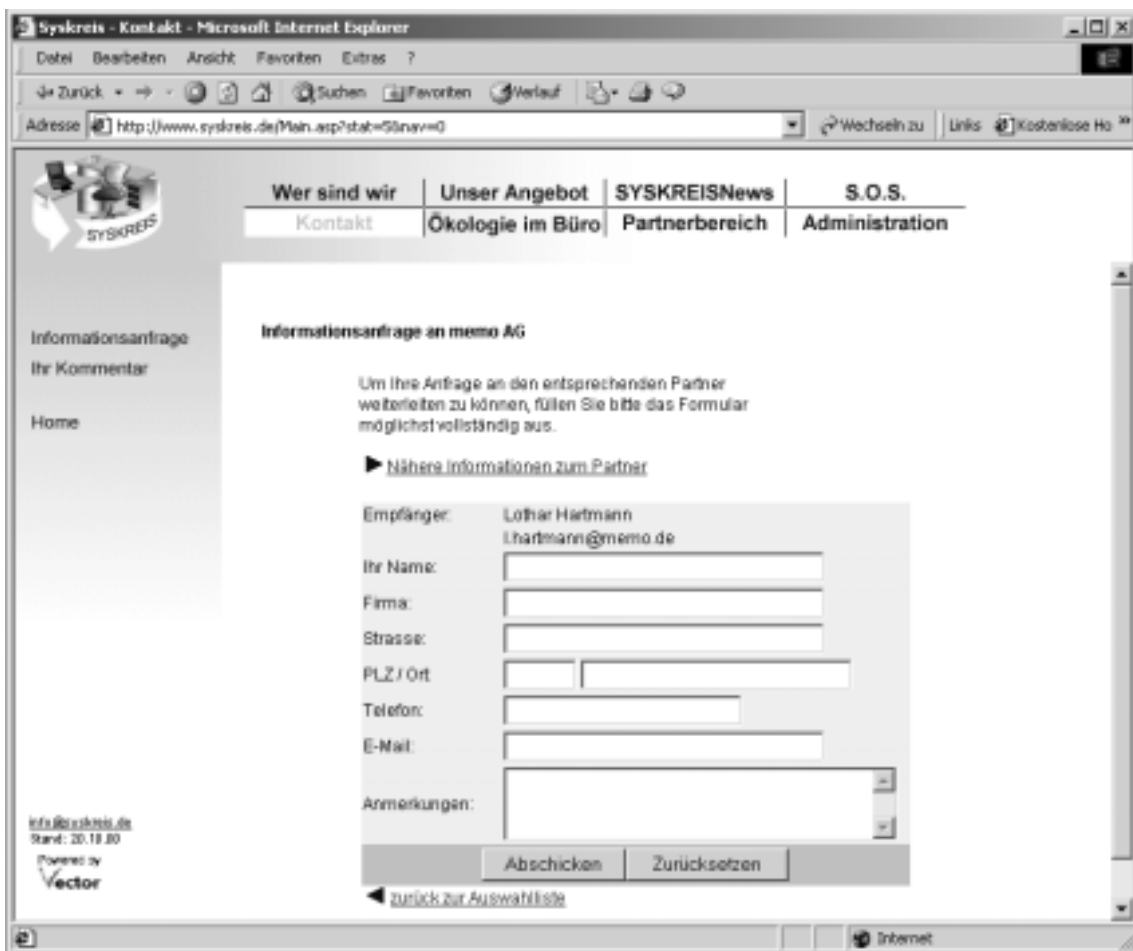 Syskreis - Kontakt - Microsoft Internet Explorer
Datei Bearbeiten Ansicht Favoriten Extras ?
Zurück Suchen Favoriten Verlauf
Adresse http://www.syskreis.de/Main.asp?stat=5&nav=0 Wechseln zu Links Kostenlose Ho
SYSKREIS
Wer sind wir Unser Angebot SYSKREISNews S.O.S.
Kontakt Ökologie im Büro Partnerbereich Administration
Informationsanfrage
Ihr Kommentar
Home
Informationsanfrage an memo AG
Um Ihre Anfrage an den entsprechenden Partner
weiterleiten zu können, füllen Sie bitte das Formular
möglichst vollständig aus.
Nähere Informationen zum Partner
Empfänger: Lothar Hartmann
l.hartmann@memo.de
Ihr Name:
Firma:
Strasse:
PLZ / Ort
Telefon:
E-Mail:
Anmerkungen:
Abschicken Zurücksetzen
zurück zur Auswahlliste
info@syskreis.de
Stand: 20.10.00
Powered by
Vector
Internet